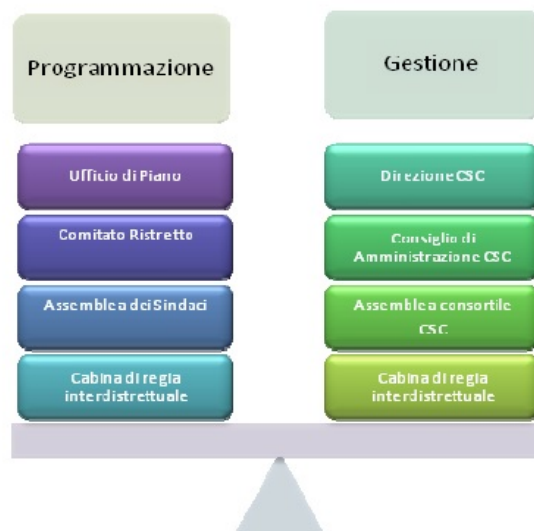 Programmazione
Ufficio di Piano
Comitato Ristretto
Assemblea dei Sindaci
Cabina di regia
interdistrettuale
Gestione
Direzione CSC
Consiglio di
Amministrazione CSC
Assemblea consortile
CSC
Cabina di regia
interdistrettuale